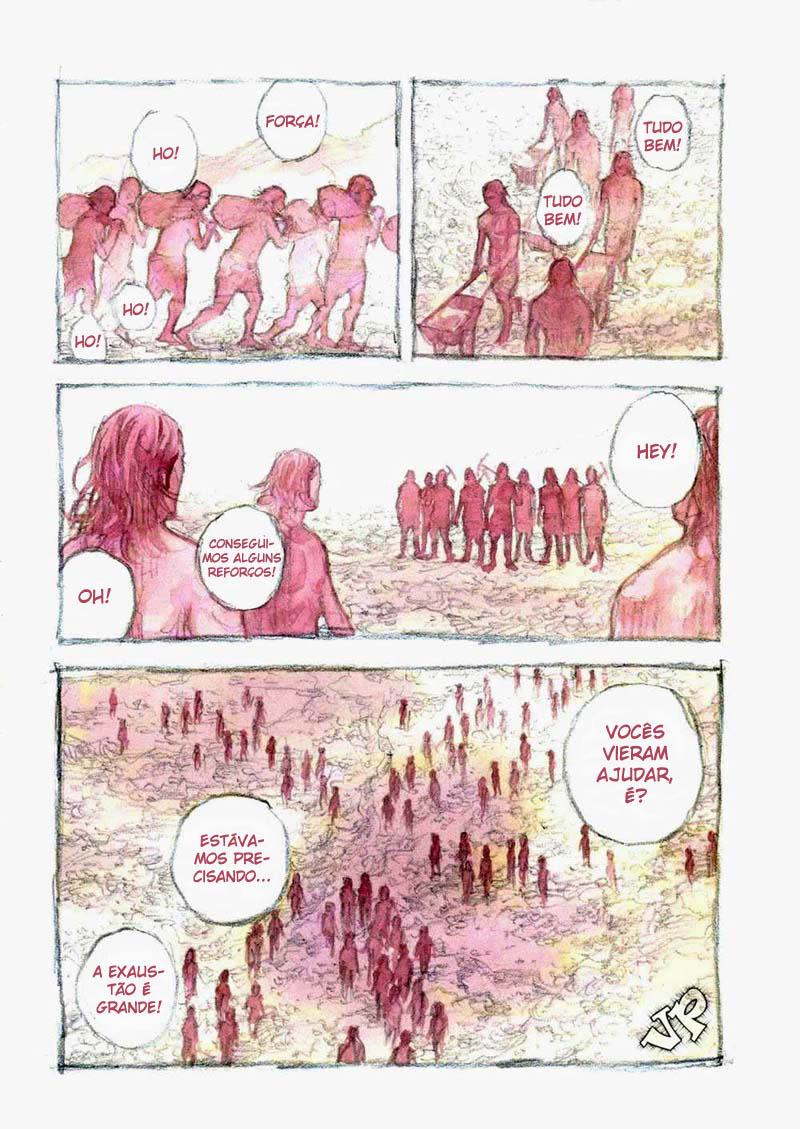 FORÇA!
HO!
HO!
HO!
TUDO
BEM!
TUDO
BEM!
HEY!
CONSEGUI-
MOS ALGUNS
REFORÇOS!
OH!
VOCÊS
VIERAM
AJUDAR,
É?
ESTÁVA-
MOS PRE-
CISANDO...
A EXAUS-
TÃO É
GRANDE!
VP